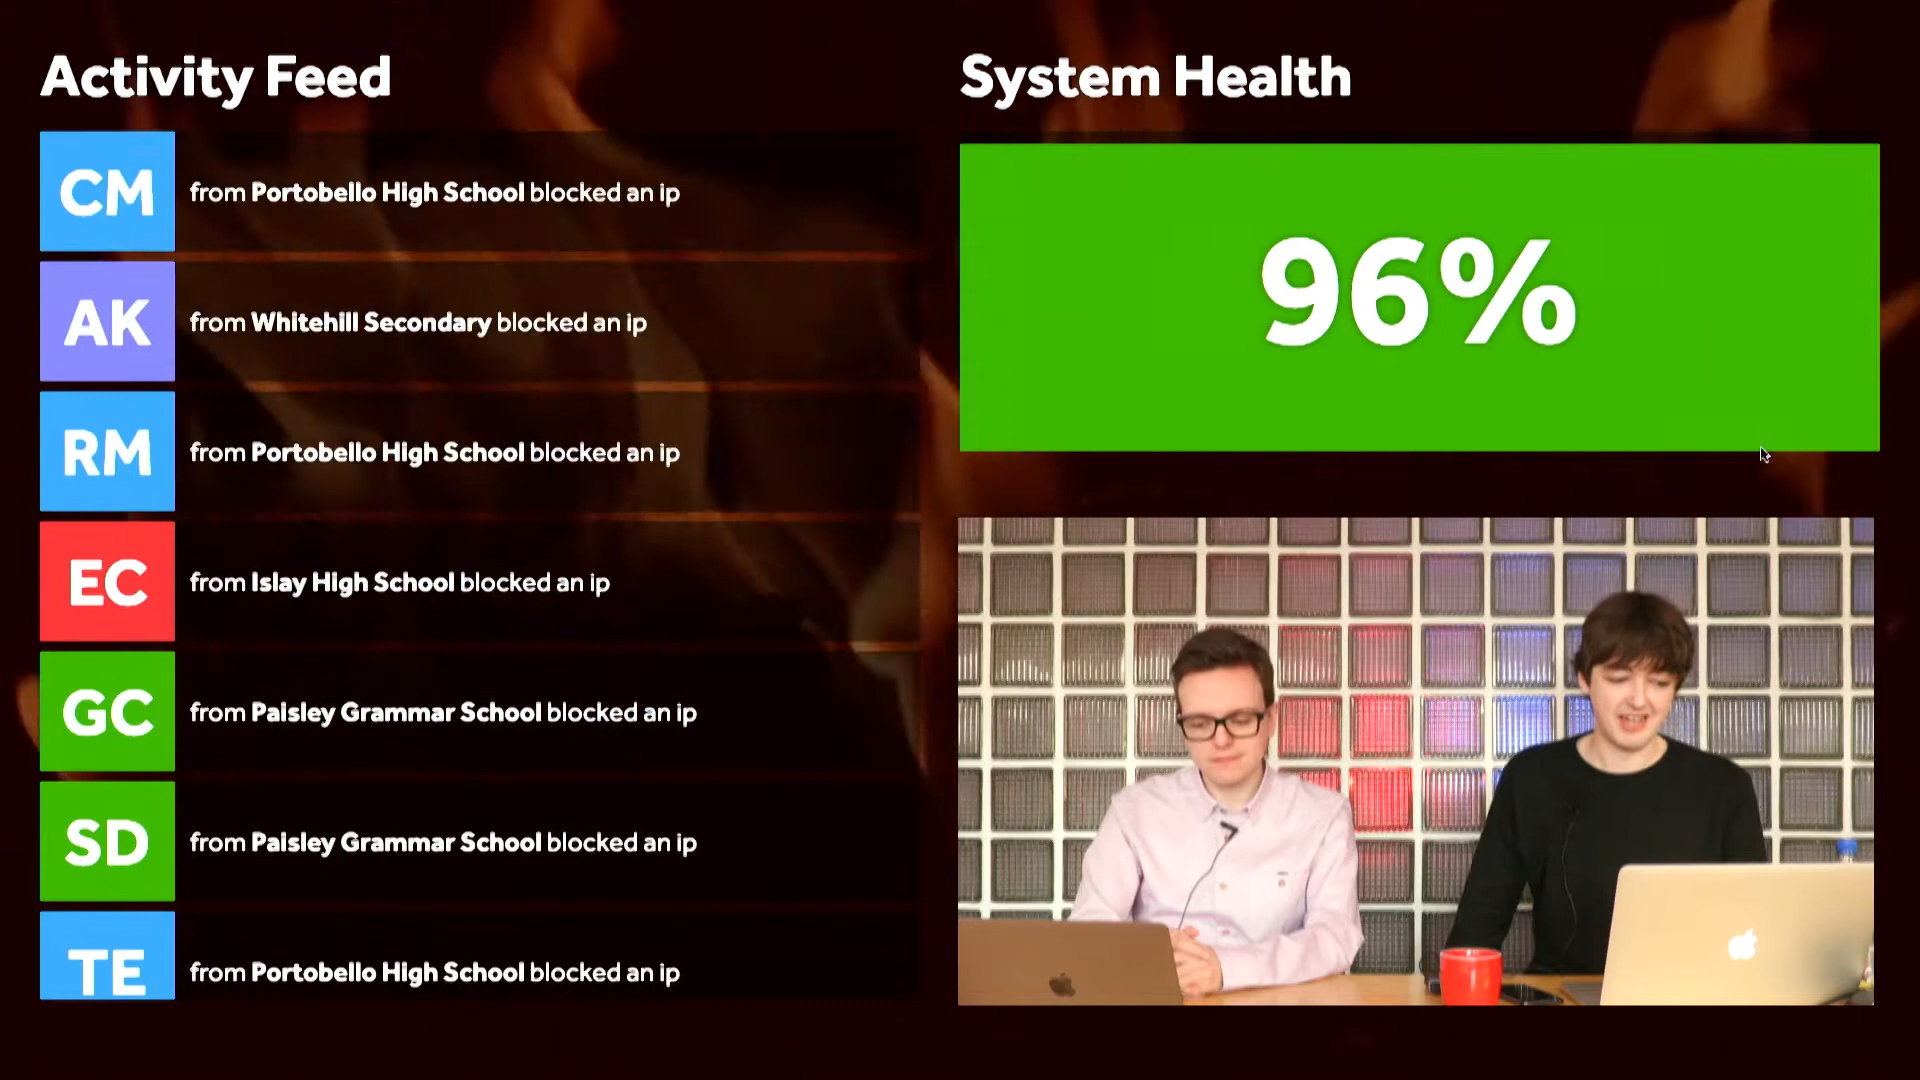 Activity Feed
CM
from Portobello High School blocked an ip
AK
from Whitehill Secondary blocked an ip
RM
from Portobello High School blocked an ip
EC
from Islay High School blocked an ip
GC
from Paisley Grammar School blocked an ip
SD
from Paisley Grammar School blocked an ip
TE
from Portobello High School blocked an ip
System Health
96%